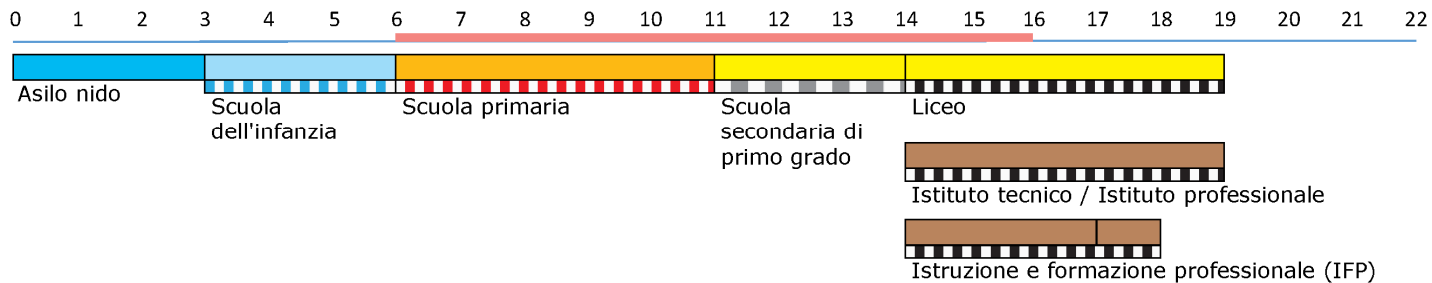 0 1 2 3 4 5 6 7 8 9 10 11 12 13 14 15 16 17 18 19 20 21 22
Asilo nido
Scuola
dell'infanzia
Scuola primaria
Scuola
secondaria di
primo grado
Liceo
Istituto tecnico / Istituto professionale
Istruzione e formazione professionale (IFP)